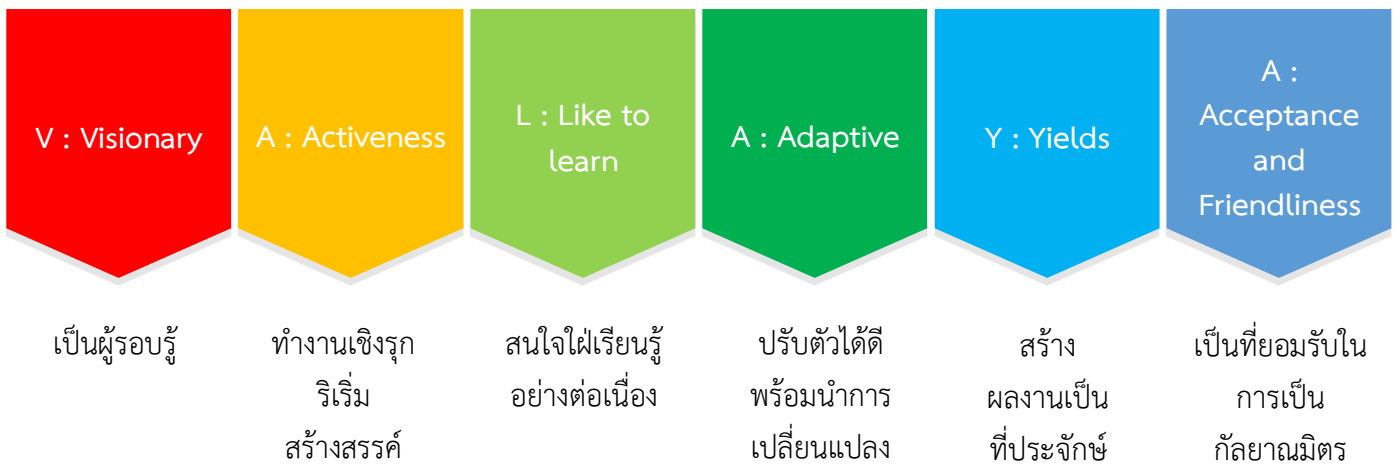 V : Visionary
A : Activeness
L : Like to
learn
A : Adaptive
Y : Yields
A :
Acceptance
and
Friendliness
เป็นผู้รอบรู้
ทำงานเชิงรุก
ริเริ่ม
สร้างสรรค์
สนใจใฝ่เรียนรู้
อย่างต่อเนื่อง
ปรับตัวได้ดี
พร้อมนำการ
เปลี่ยนแปลง
สร้าง
ผลงานเป็น
ที่ประจักษ์
เป็นที่ยอมรับใน
การเป็น
กัลยาณมิตร